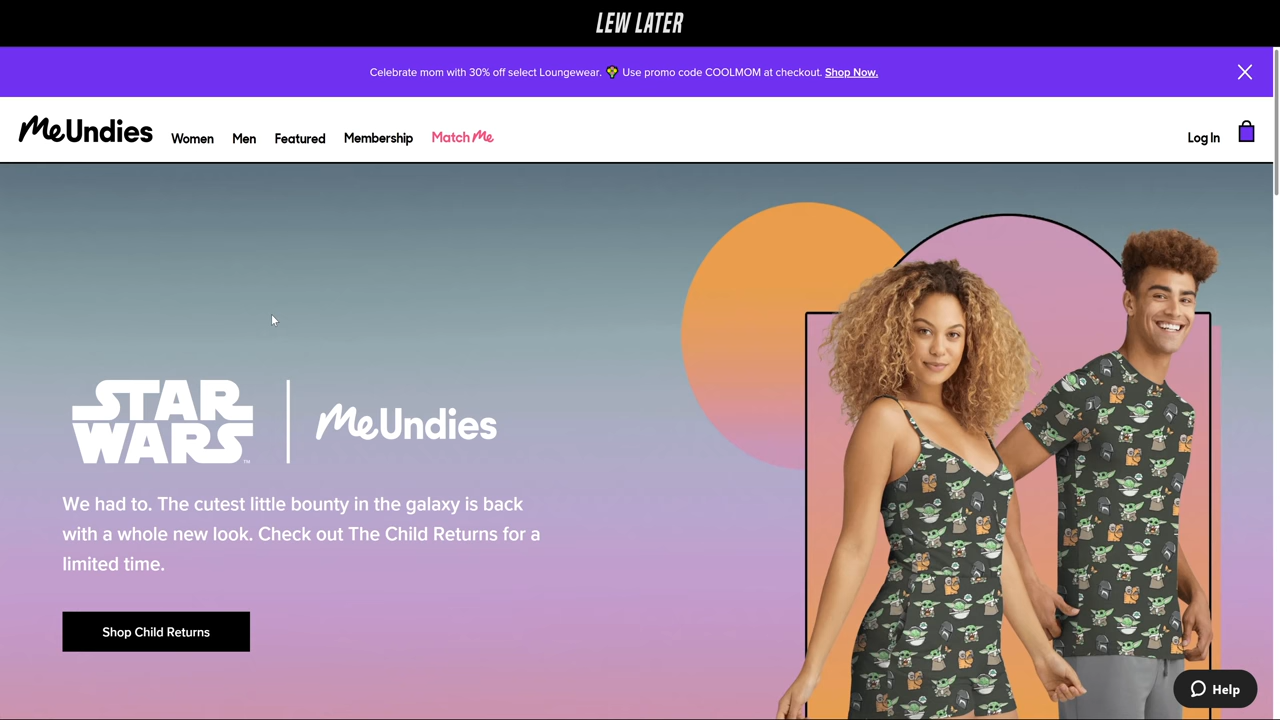 LEW LATER
Celebrate mom with 30% off select Loungewear. Use promo code COOLMOM at checkout. Shop Now.
MeUndies Women Men Featured Membership Match Me Log In
STAR WARS™ MeUndies
We had to. The cutest little bounty in the galaxy is back
with a whole new look. Check out The Child Returns for a
limited time.
Shop Child Returns
Help